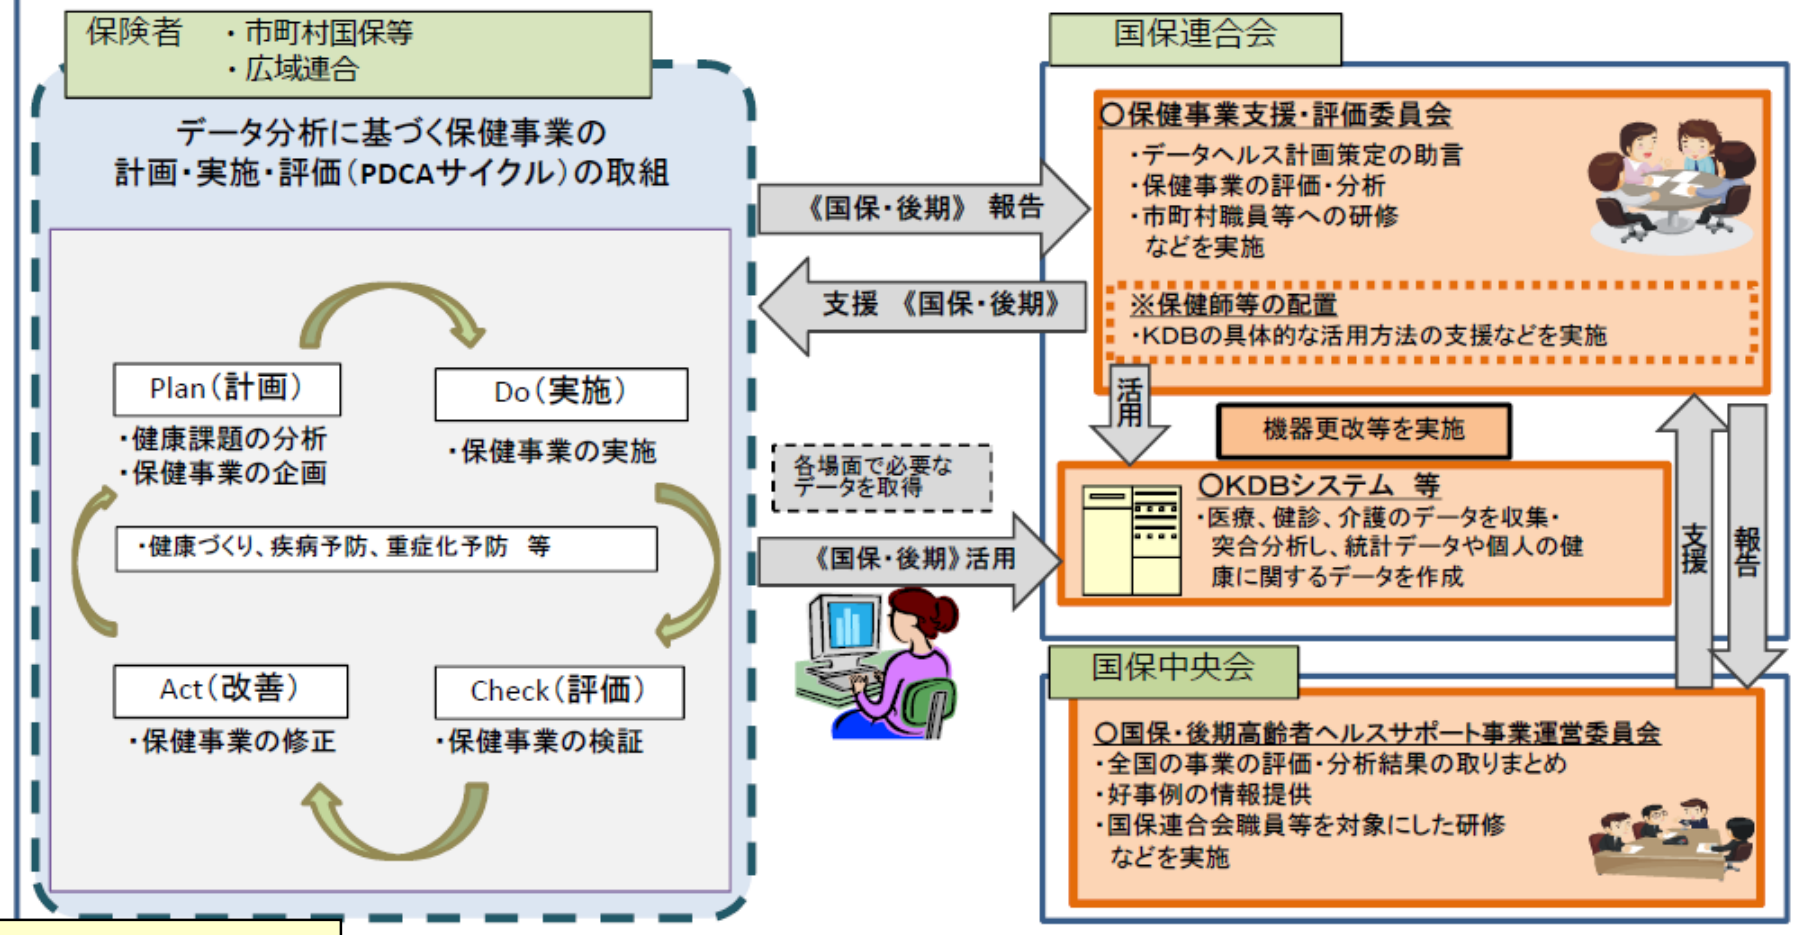 保険者　・市町村国保等
・広域連合
データ分析に基づく保健事業の
計画・実施・評価（PDCAサイクル）の取組
Plan（計画）
・健康課題の分析
・保健事業の企画
Do（実施）
・保健事業の実施
・健康づくり、疾病予防、重症化予防　等
Act（改善）
・保健事業の修正
Check（評価）
・保健事業の検証
《国保・後期》 報告
支援 《国保・後期》
各場面で必要な
データを取得
《国保・後期》活用
国保連合会
〇保健事業支援・評価委員会
・データヘルス計画策定の助言
・保健事業の評価・分析
・市町村職員等への研修
などを実施
※保健師等の配置
・KDBの具体的な活用方法の支援などを実施
活用
機器更改等を実施
〇KDBシステム　等
・医療、健診、介護のデータを収集・
突合分析し、統計データや個人の健
康に関するデータを作成
支援
報告
国保中央会
〇国保・後期高齢者ヘルスサポート事業運営委員会
・全国の事業の評価・分析結果の取りまとめ
・好事例の情報提供
・国保連合会職員等を対象にした研修
などを実施